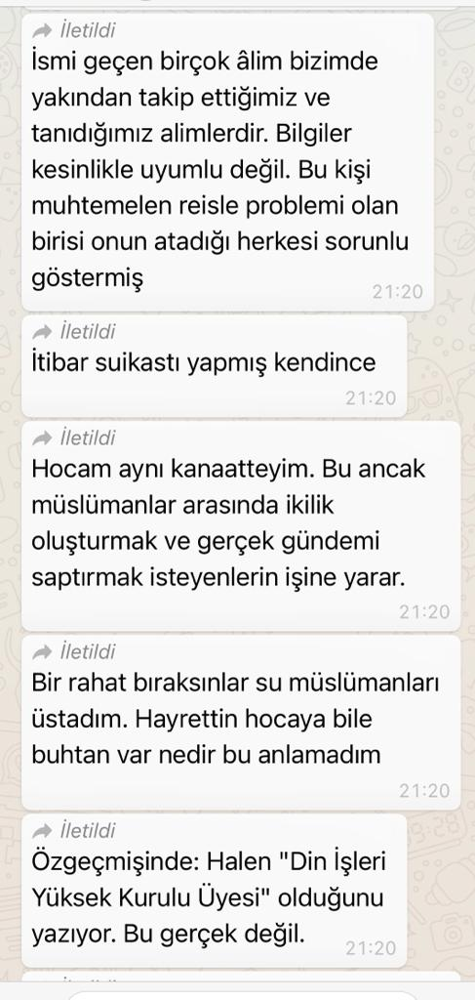 İletildi
İsmi geçen birçok âlim bizimde
yakından takip ettiğimiz ve
tanıdığımız alimlerdir. Bilgiler
kesinlikle uyumlu değil. Bu kişi
muhtemelen reisle problemi olan
birisi onun atadığı herkesi sorunlu
göstermiş
21:20
İletildi
İtibar suikastı yapmış kendince
21:20
İletildi
Hocam aynı kanaatteyim. Bu ancak
müslümanlar arasında ikilik
oluşturmak ve gerçek gündemi
saptırmak isteyenlerin işine yarar.
21:20
İletildi
Bir rahat bıraksınlar su müslümanları
üstadım. Hayrettin hocaya bile
buhtan var nedir bu anlamadım
21:20
İletildi
Özgeçmişinde: Halen "Din İşleri
Yüksek Kurulu Üyesi" olduğunu
yazıyor. Bu gerçek değil.
21:20